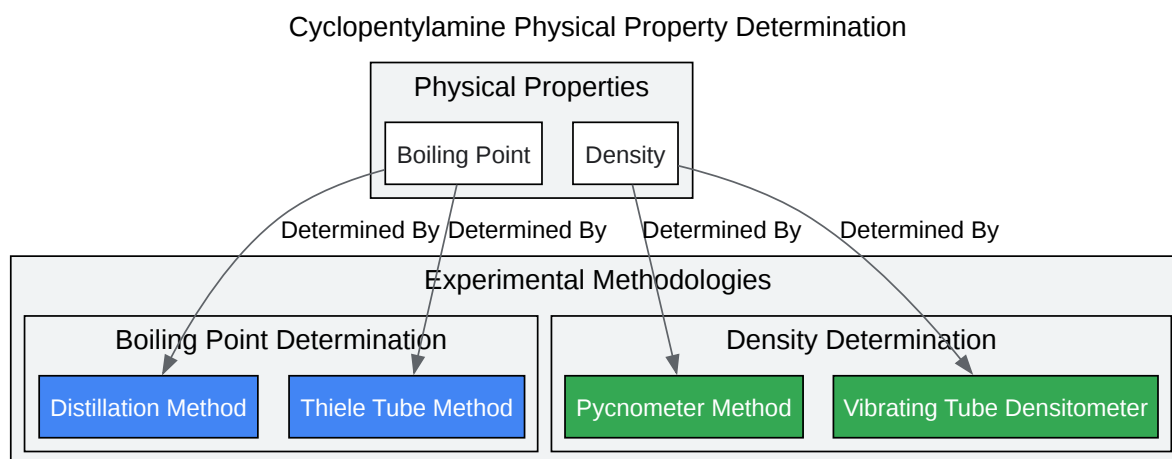 Cyclopentylamine Physical Property Determination
Physical Properties
Boiling Point
Density
Determined By
Determined By
Determined By
Determined By
Experimental Methodologies
Boiling Point Determination
Density Determination
Distillation Method
Thiele Tube Method
Pycnometer Method
Vibrating Tube Densitometer